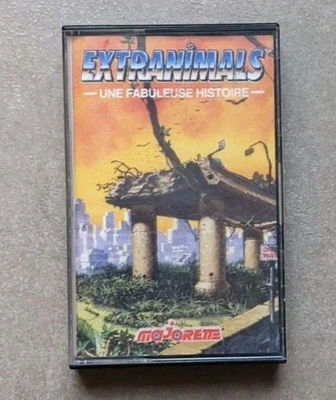 EXTRANIMALS
— UNE FABULEUSE HISTOIRE —
MAJORETTE